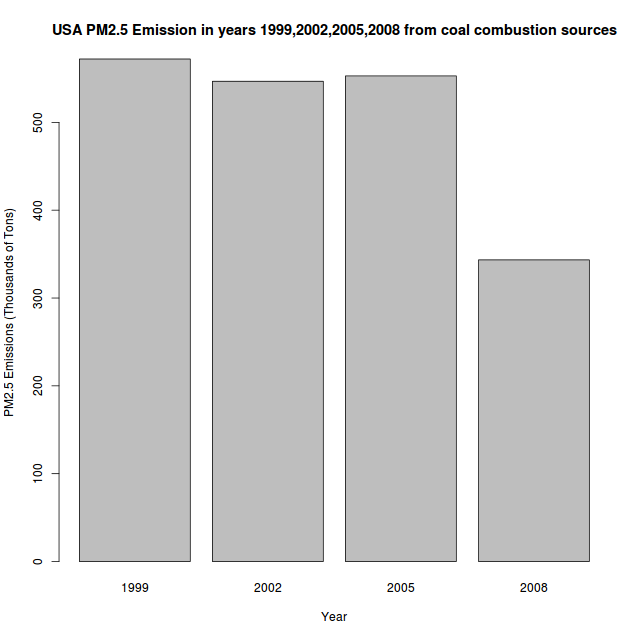 USA PM2.5 Emission in years 1999,2002,2005,2008 from coal combustion sources
PM2.5 Emissions (Thousands of Tons)
500
400
300
200
100
0
1999 2002 2005 2008
Year